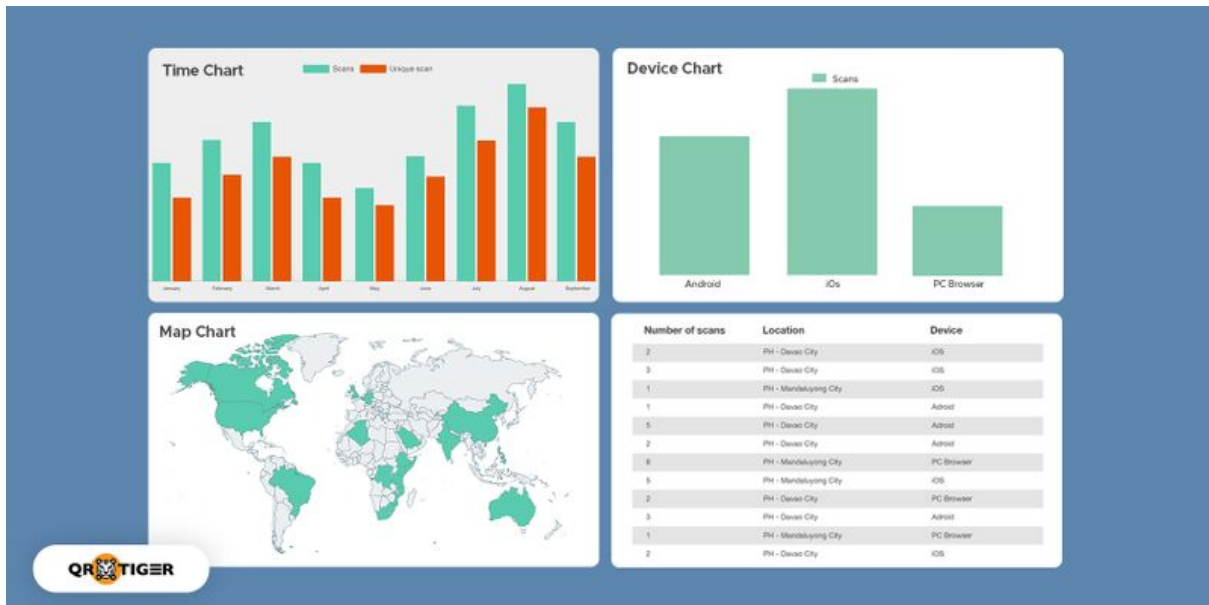 Time Chart
Scans
Unique scan
January
February
March
April
May
June
July
August
September
Device Chart
Scans
Android
iOs
PC Browser
Map Chart
Number of scans Location Device
2 PH - Davao City iOS
3 PH - Davao City iOS
1 PH - Mandaluyong City iOS
1 PH - Davao City Adroid
5 PH - Davao City Adroid
2 PH - Davao City Adroid
6 PH - Mandaluyong City PC Browser
5 PH - Mandaluyong City iOS
2 PH - Davao City PC Browser
3 PH - Davao City Adroid
1 PH - Mandaluyong City PC Browser
2 PH - Davao City iOS
QR TIGER